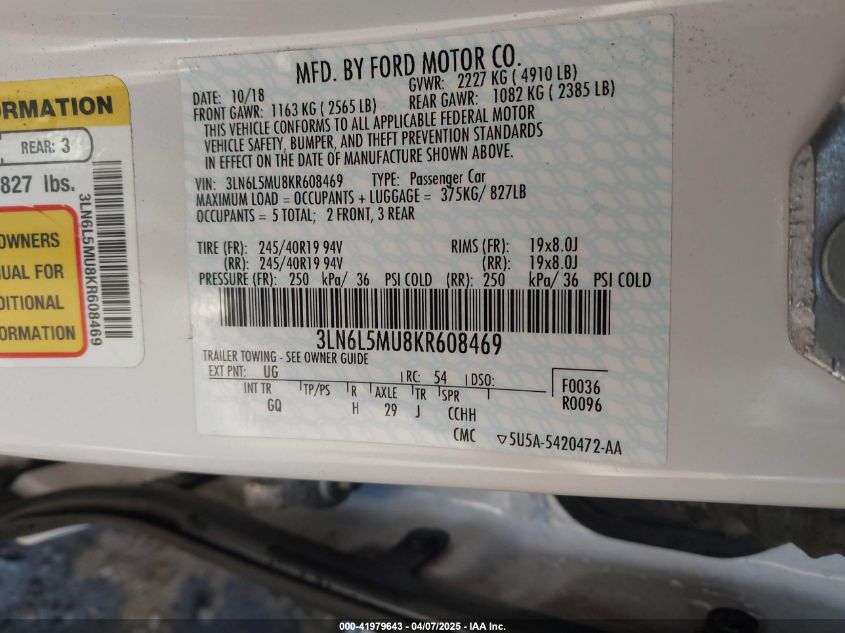 ORMATION
REAR: 3
827 lbs.
OWNERS
NUAL FOR
DITIONAL
FORMATION
3LN6L5MU8KR608469
MFD. BY FORD MOTOR CO.
DATE: 10/18 GVWR: 2227 KG ( 4910 LB)
FRONT GAWR: 1163 KG ( 2565 LB) REAR GAWR: 1082 KG ( 2385 LB)
THIS VEHICLE CONFORMS TO ALL APPLICABLE FEDERAL MOTOR
VEHICLE SAFETY, BUMPER, AND THEFT PREVENTION STANDARDS
IN EFFECT ON THE DATE OF MANUFACTURE SHOWN ABOVE.
VIN: 3LN6L5MU8KR608469 TYPE: Passenger Car
MAXIMUM LOAD = OCCUPANTS + LUGGAGE = 375KG/ 827LB
OCCUPANTS = 5 TOTAL; 2 FRONT, 3 REAR
TIRE (FR): 245/40R19 94V RIMS (FR): 19x8.0J
(RR): 245/40R19 94V (RR): 19x8.0J
PRESSURE (FR): 250 kPa/ 36 PSI COLD (RR): 250 kPa/ 36 PSI COLD
3LN6L5MU8KR608469
TRAILER TOWING - SEE OWNER GUIDE
EXT PNT: UG RC: 54 DSO: F0036
INT TR TP/PS R AXLE TR SPR R0096
GQ H 29 J CCHH
CMC ▽5U5A-5420472-AA
000-41979643 - 04/07/2025 - IAA Inc.